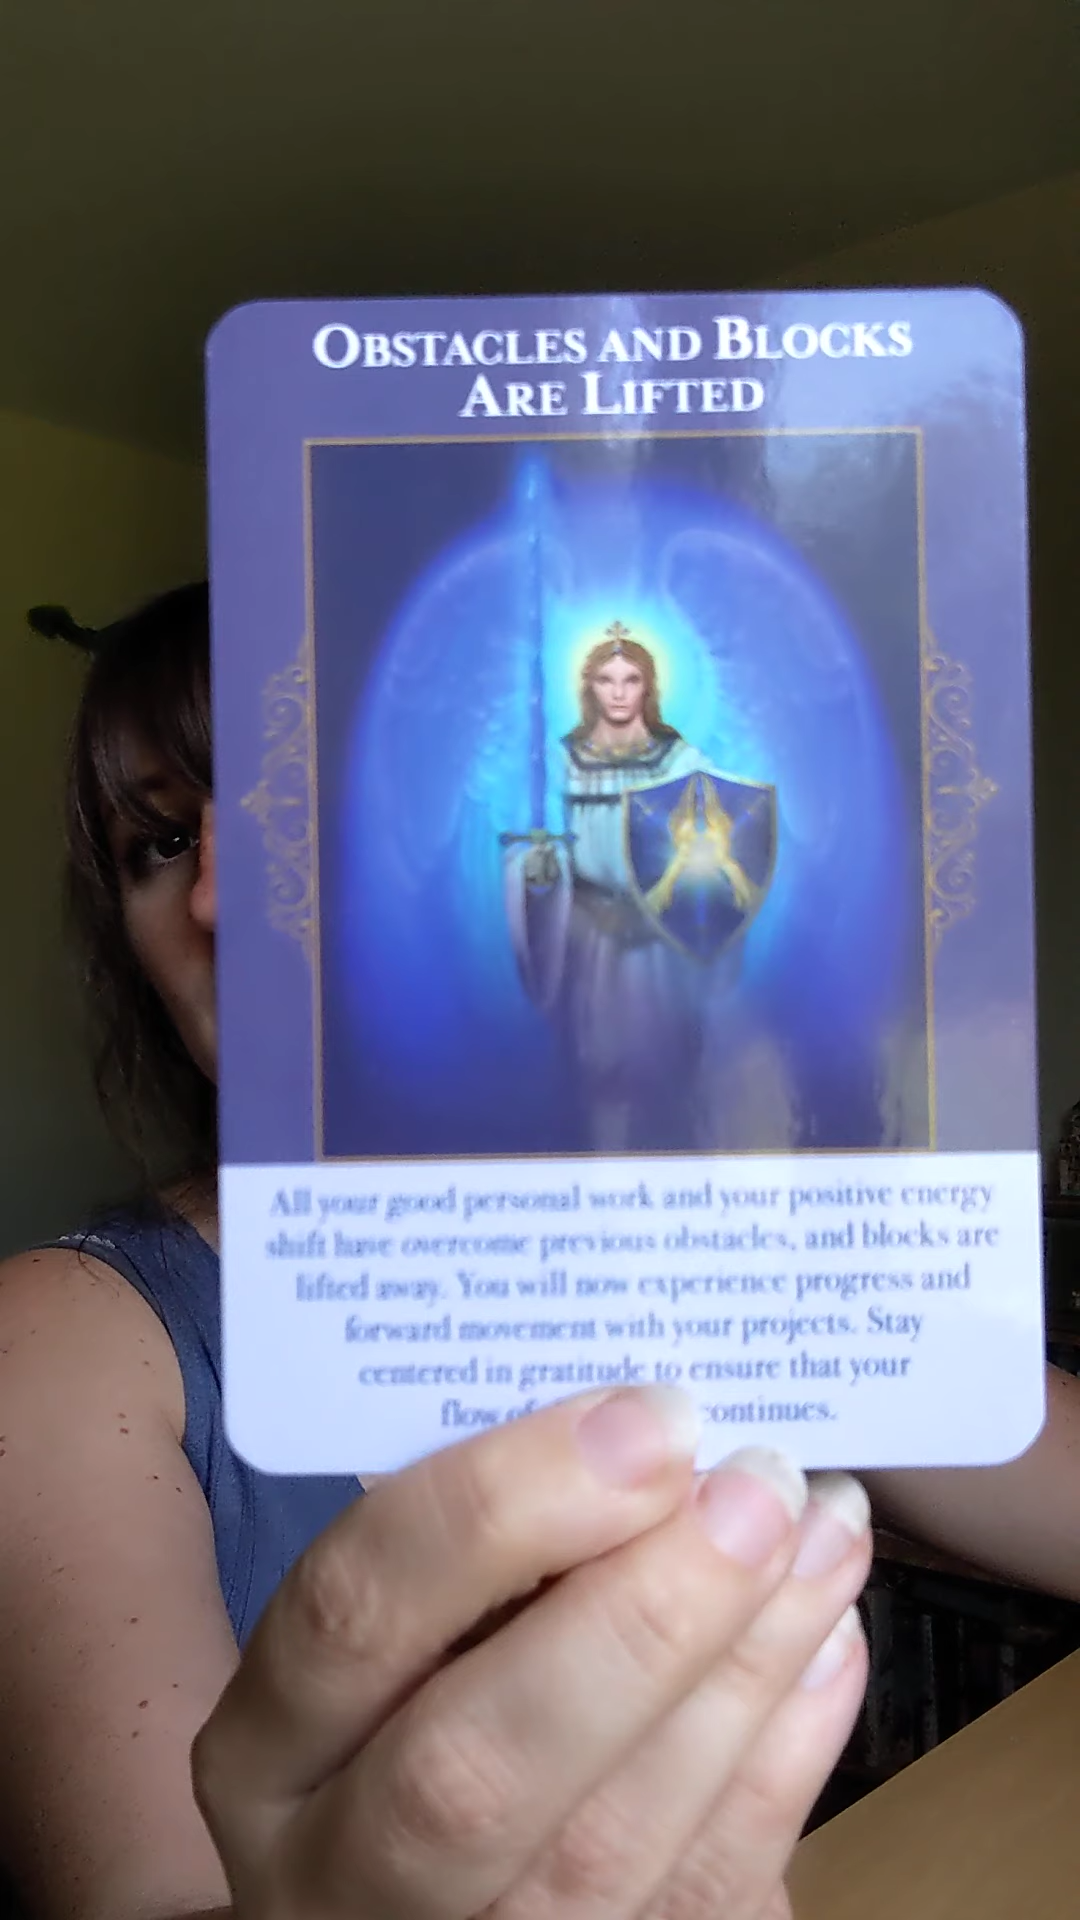 OBSTACLES AND BLOCKS
ARE LIFTED
All your good personal work and your positive energy
shift have overcome previous obstacles, and blocks are
lifted away. You will now experience progress and
forward movement with your projects. Stay
centered in gratitude to ensure that your
flow of continues.